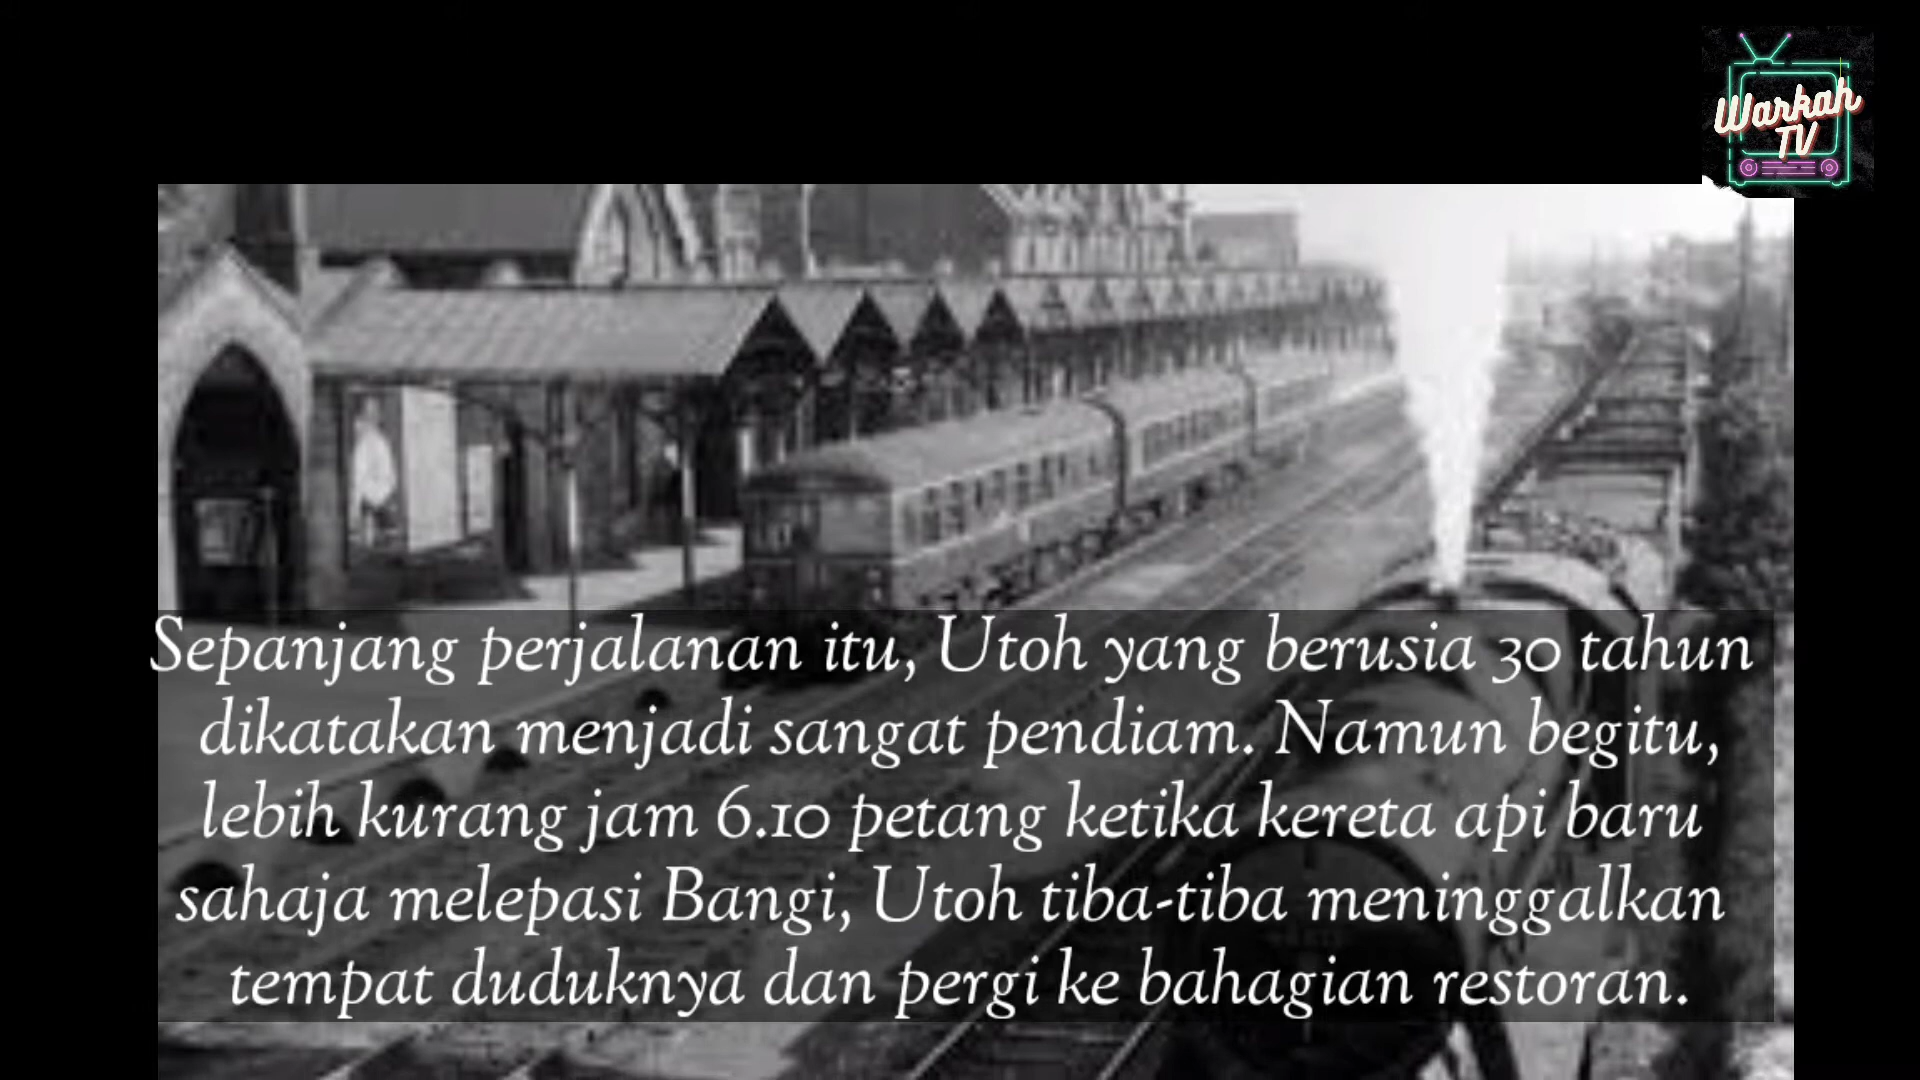 Warkah
TV
Sepanjang perjalanan itu, Utoh yang berusia 30 tahun
dikatakan menjadi sangat pendiam. Namun begitu,
lebih kurang jam 6.10 petang ketika kereta api baru
sahaja melepasi Bangi, Utoh tiba-tiba meninggalkan
tempat duduknya dan pergi ke bahagian restoran.